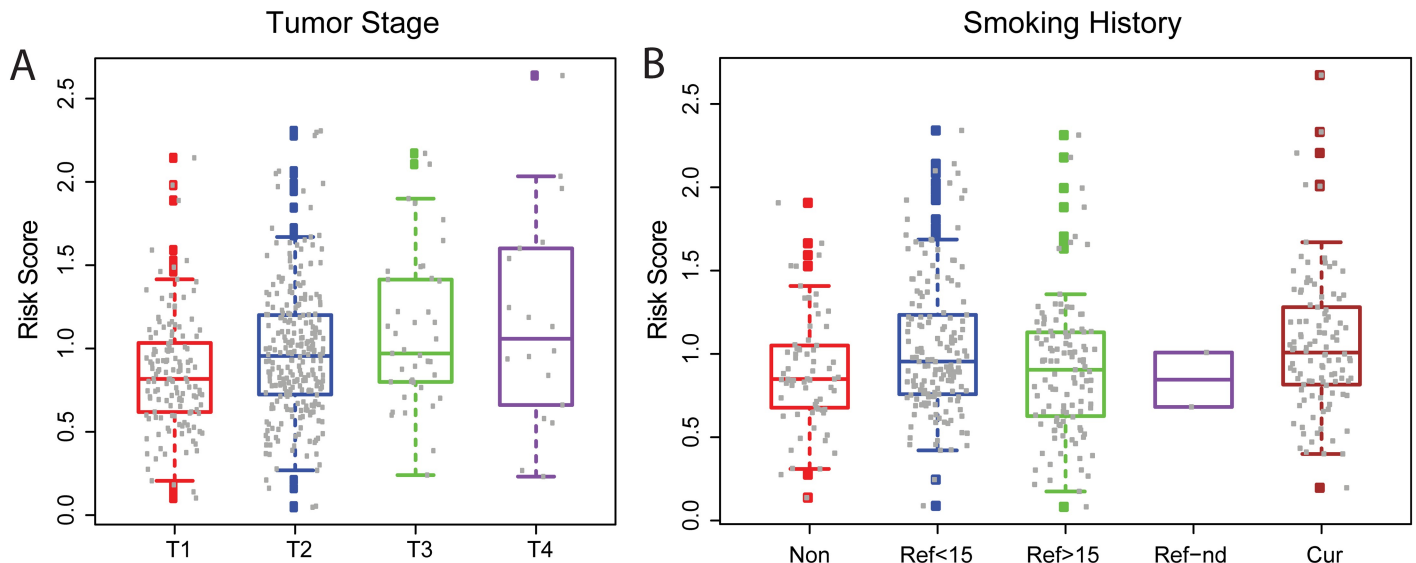 Tumor Stage
A
Risk Score
2.5
2.0
1.5
1.0
0.5
0.0
T1 T2 T3 T4
Smoking History
B
Risk Score
2.5
2.0
1.5
1.0
0.5
0.0
Non Ref<15 Ref>15 Ref−nd Cur